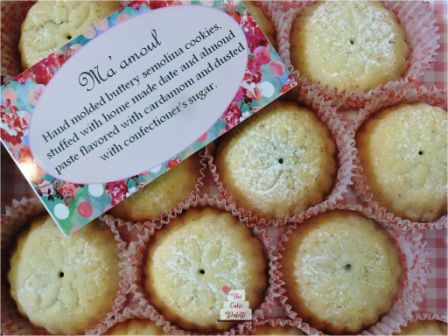 Ma'amoul
Hand molded buttery semolina cookies,
stuffed with home made date and almond
paste flavored with cardamom and dusted
with confectioner's sugar.
The
Cake
Palette